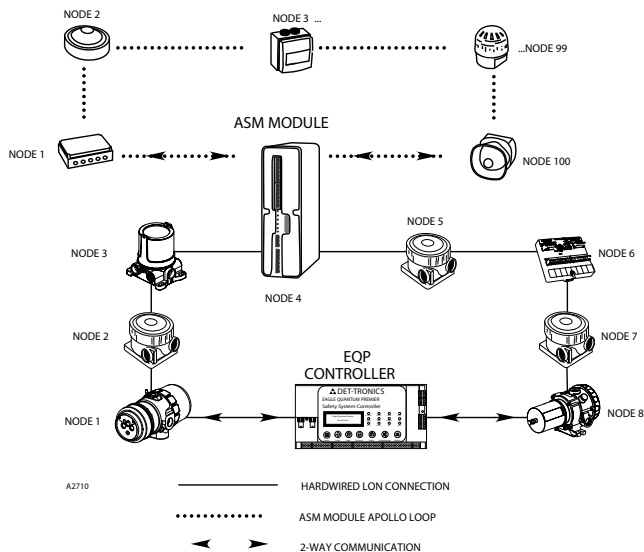 NODE 2
NODE 3 ...
...NODE 99
ASM MODULE
NODE 1
NODE 100
NODE 5
NODE 3
NODE 6
NODE 4
NODE 2
NODE 7
EQP
CONTROLLER
DET-TRONICS
EAGLE QUANTUM PREMIER
Safety System Controller
NODE 1
NODE 8
A2710
HARDWIRED LON CONNECTION
ASM MODULE APOLLO LOOP
2-WAY COMMUNICATION